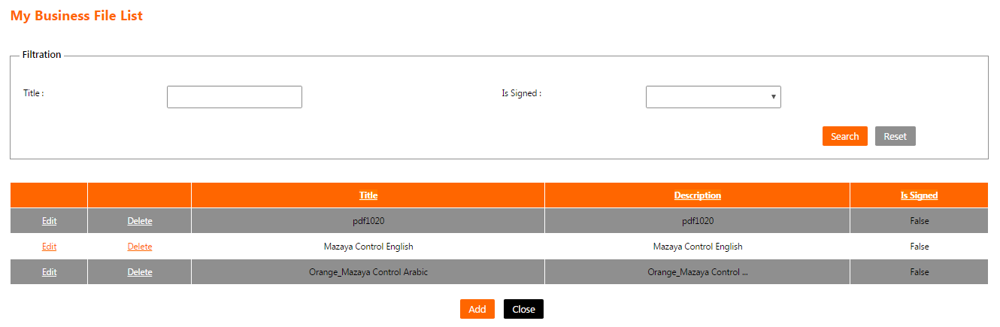 My Business File List
Filtration
Title : Is Signed :
Search Reset
Title Description Is Signed
Edit Delete pdf1020 pdf1020 False
Edit Delete Mazaya Control English Mazaya Control English False
Edit Delete Orange_Mazaya Control Arabic Orange_Mazaya Control ... False
Add Close